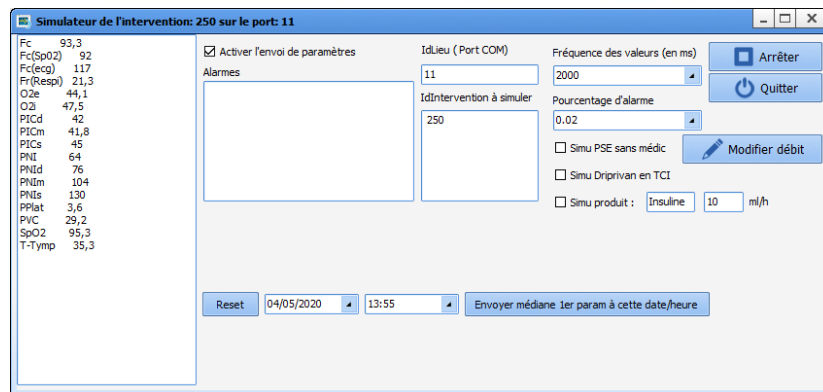 Simulateur de l'intervention: 250 sur le port: 11
Fc 93,3
Fc(Sp02) 92
Fc(ecg) 117
Fr(Respi) 21,3
O2e 44,1
O2i 47,5
PICd 42
PICm 41,8
PICs 45
PNI 64
PNId 76
PNIm 104
PNIs 130
PPlat 3,6
PVC 29,2
SpO2 95,3
T-Tymp 35,3
Activer l'envoi de paramètres
Alarmes
IdLieu ( Port COM)
11
IdIntervention à simuler
250
Fréquence des valeurs (en ms)
2000
Pourcentage d'alarme
0.02
Simu PSE sans médic
Simu Driprivan en TCI
Simu produit : Insuline 10 ml/h
Arrêter
Quitter
Modifier débit
Reset 04/05/2020 13:55 Envoyer médiane 1er param à cette date/heure